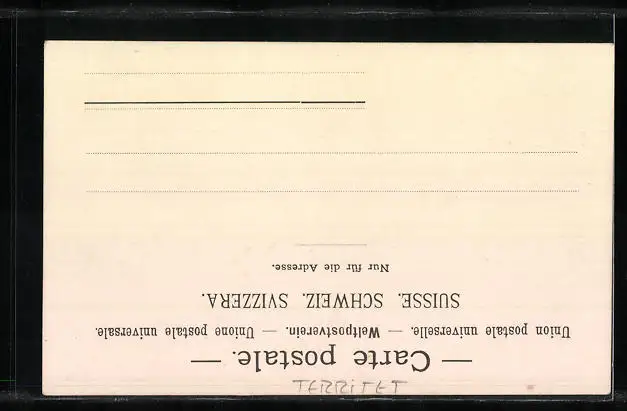 — Carte postale. —
Union postale universelle. — Weltpostverein. — Unione postale universale.
SUISSE. SCHWEIZ. SVIZZERA.
Nur für die Adresse.
TERRITET